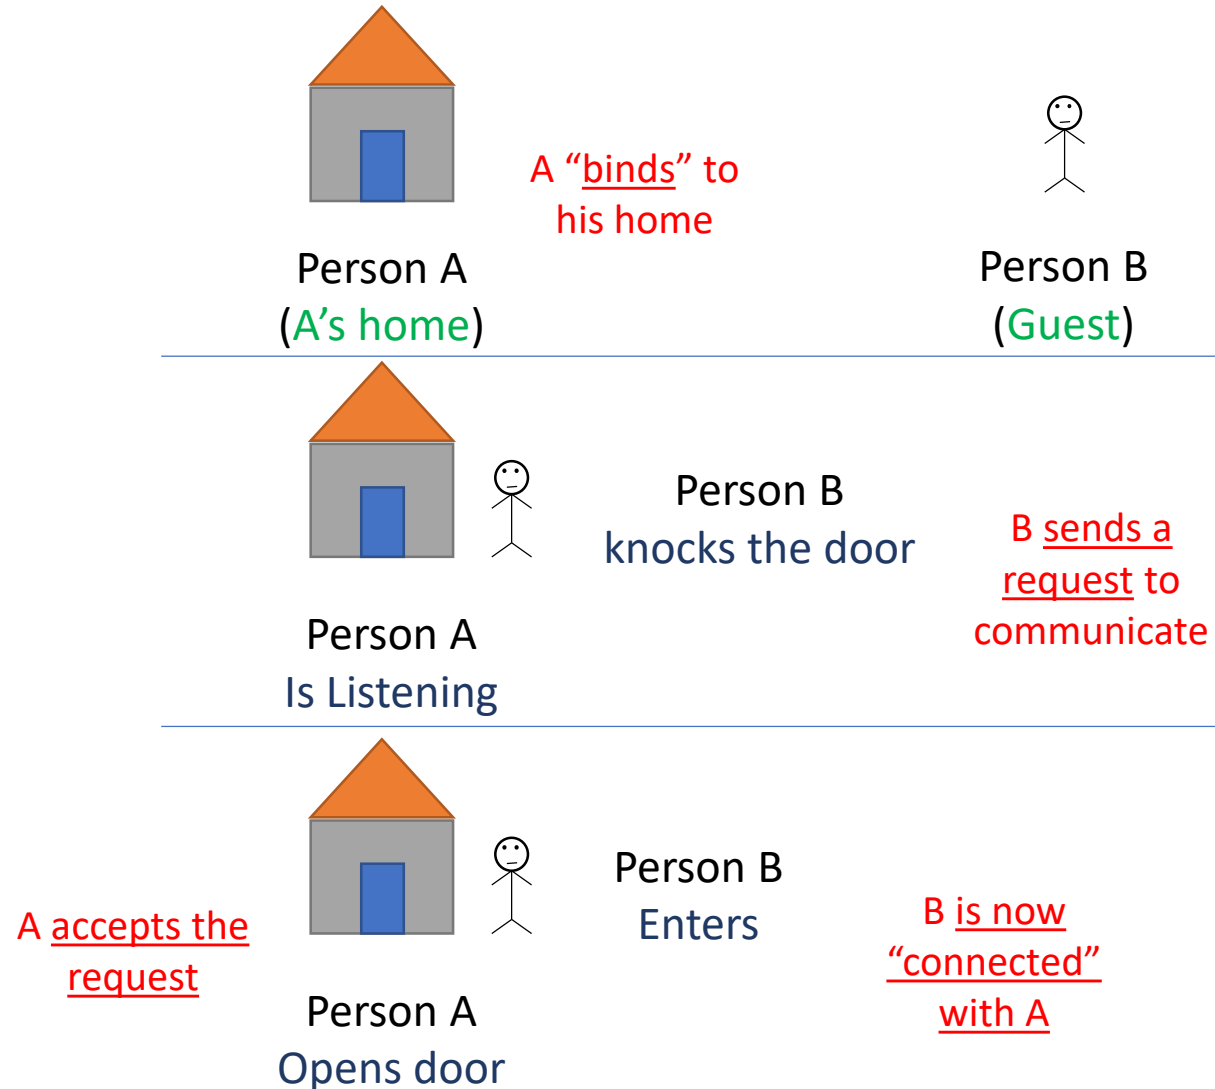 A “binds” to
his home
Person A
(A’s home)
Person B
(Guest)
Person B
knocks the door
B sends a
request to
communicate
Person A
Is Listening
A accepts the
request
Person B
Enters
B is now
“connected”
with A
Person A
Opens door